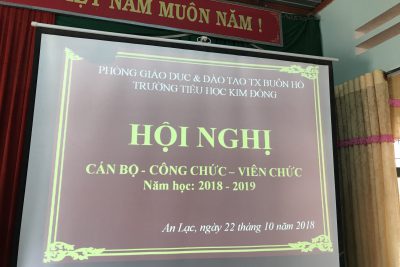 VIỆT NAM MUÔN NĂM !
PHÒNG GIÁO DỤC & ĐÀO TẠO TX BUÔN HỒ
TRƯỜNG TIỂU HỌC KIM ĐỒNG
HỘI NGHỊ
CÁN BỘ - CÔNG CHỨC – VIÊN CHỨC
Năm học: 2018 - 2019
An Lạc, ngày 22 tháng 10 năm 2018